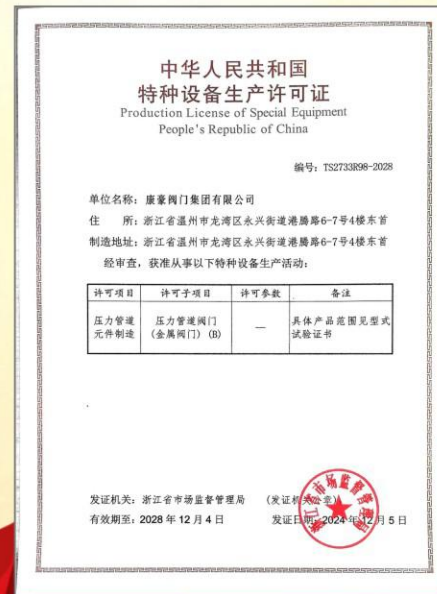 中华人民共和国
特种设备生产许可证
Production License of Special Equipment
People's Republic of China
编号：TS2733R98-2028
单位名称：康豪阀门集团有限公司
住　　所：浙江省温州市龙湾区永兴街道港腾路6-7号4楼东首
制造地址：浙江省温州市龙湾区永兴街道港腾路6-7号4楼东首
经审查，获准从事以下特种设备生产活动：
许可项目 许可子项目 许可参数 备注
压力管道 压力管道阀门 — 具体产品范围见型式
元件制造 (金属阀门) (B) 试验证书
发证机关：浙江省市场监督管理局 （发证机关公章）
有效期至：2028 年 12 月 4 日 发证日期：2024 年 12 月 5 日
浙江省市场监督管理局